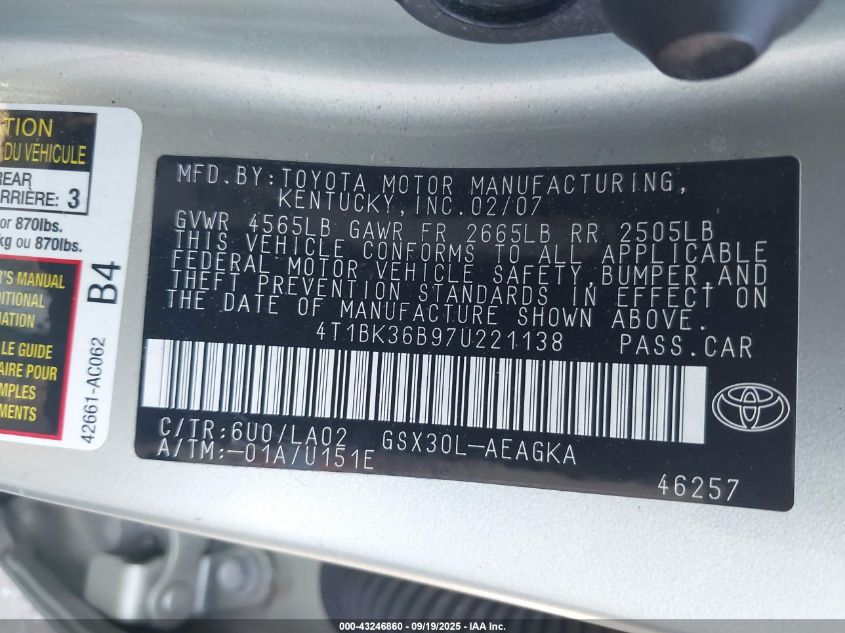 TION
DU VÉHICULE
REAR
ARRIÈRE: 3
or 870lbs.
kg ou 870lbs.
B4
R'S MANUAL
DITIONAL
MATION
LE GUIDE
AIRE POUR
MPLES
MENTS
42661-AC062
MFD.BY:TOYOTA MOTOR MANUFACTURING,
KENTUCKY, INC.02/07
GVWR 4565LB GAWR FR 2665LB RR 2505LB
THIS VEHICLE CONFORMS TO ALL APPLICABLE
FEDERAL MOTOR VEHICLE SAFETY,BUMPER,AND
THEFT PREVENTION STANDARDS IN EFFECT ON
THE DATE OF MANUFACTURE SHOWN ABOVE.
4T1BK36B97U221138 PASS.CAR
C/TR:6U0/LA02 GSX30L-AEAGKA
A/TM:-01A/U151E
46257
000-43246860 - 09/19/2025 - IAA Inc.